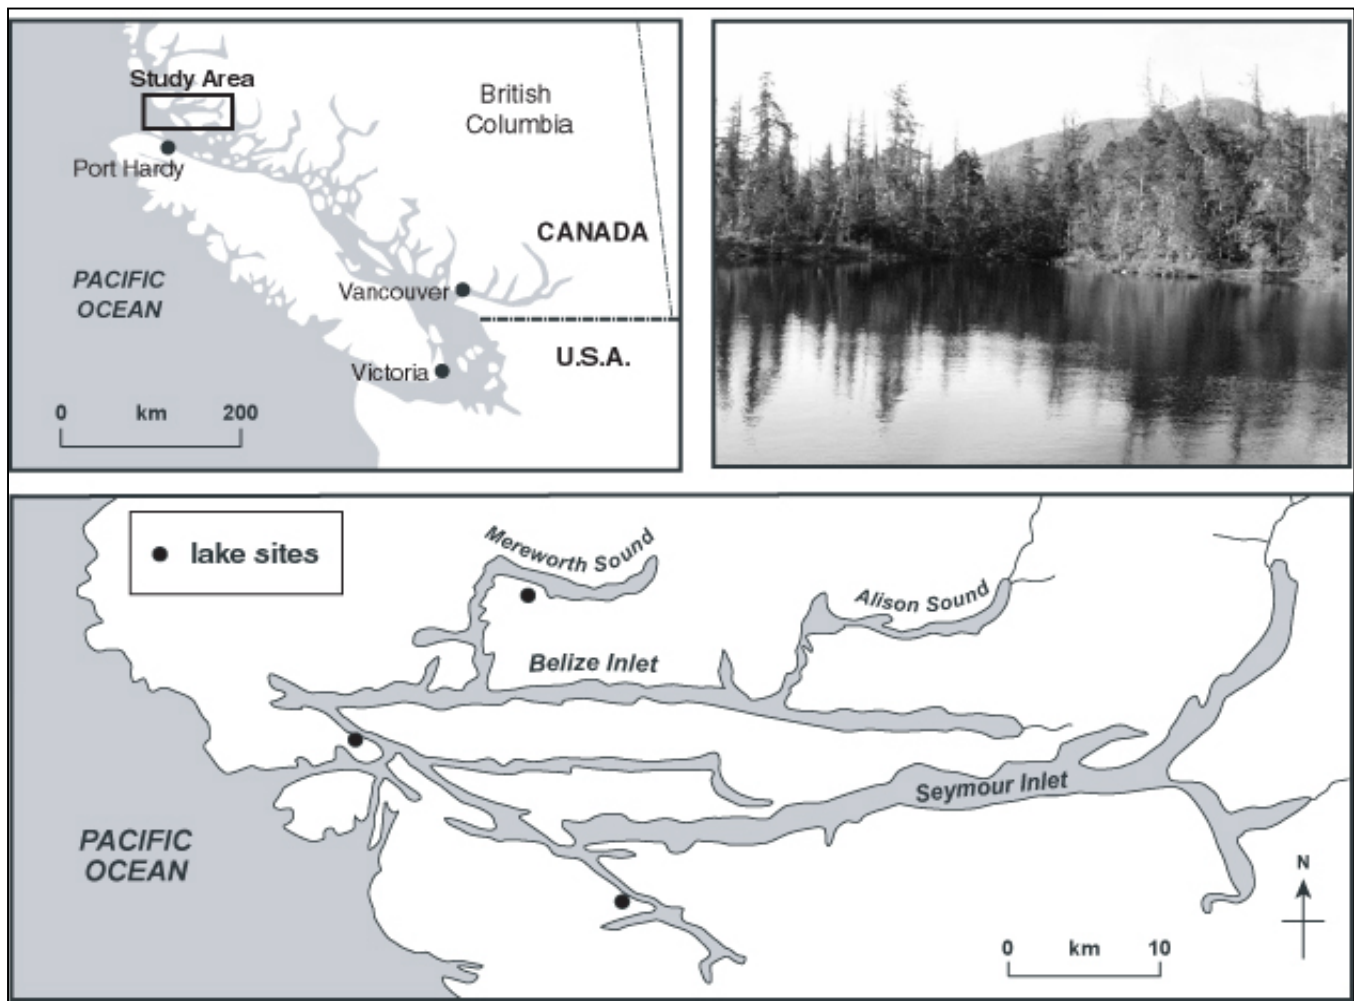 Study Area
Port Hardy
British
Columbia
CANADA
PACIFIC
OCEAN
Vancouver
U.S.A.
Victoria
0 km 200
lake sites
Mereworth Sound
Alison Sound
Belize Inlet
Seymour Inlet
PACIFIC
OCEAN
N
0 km 10